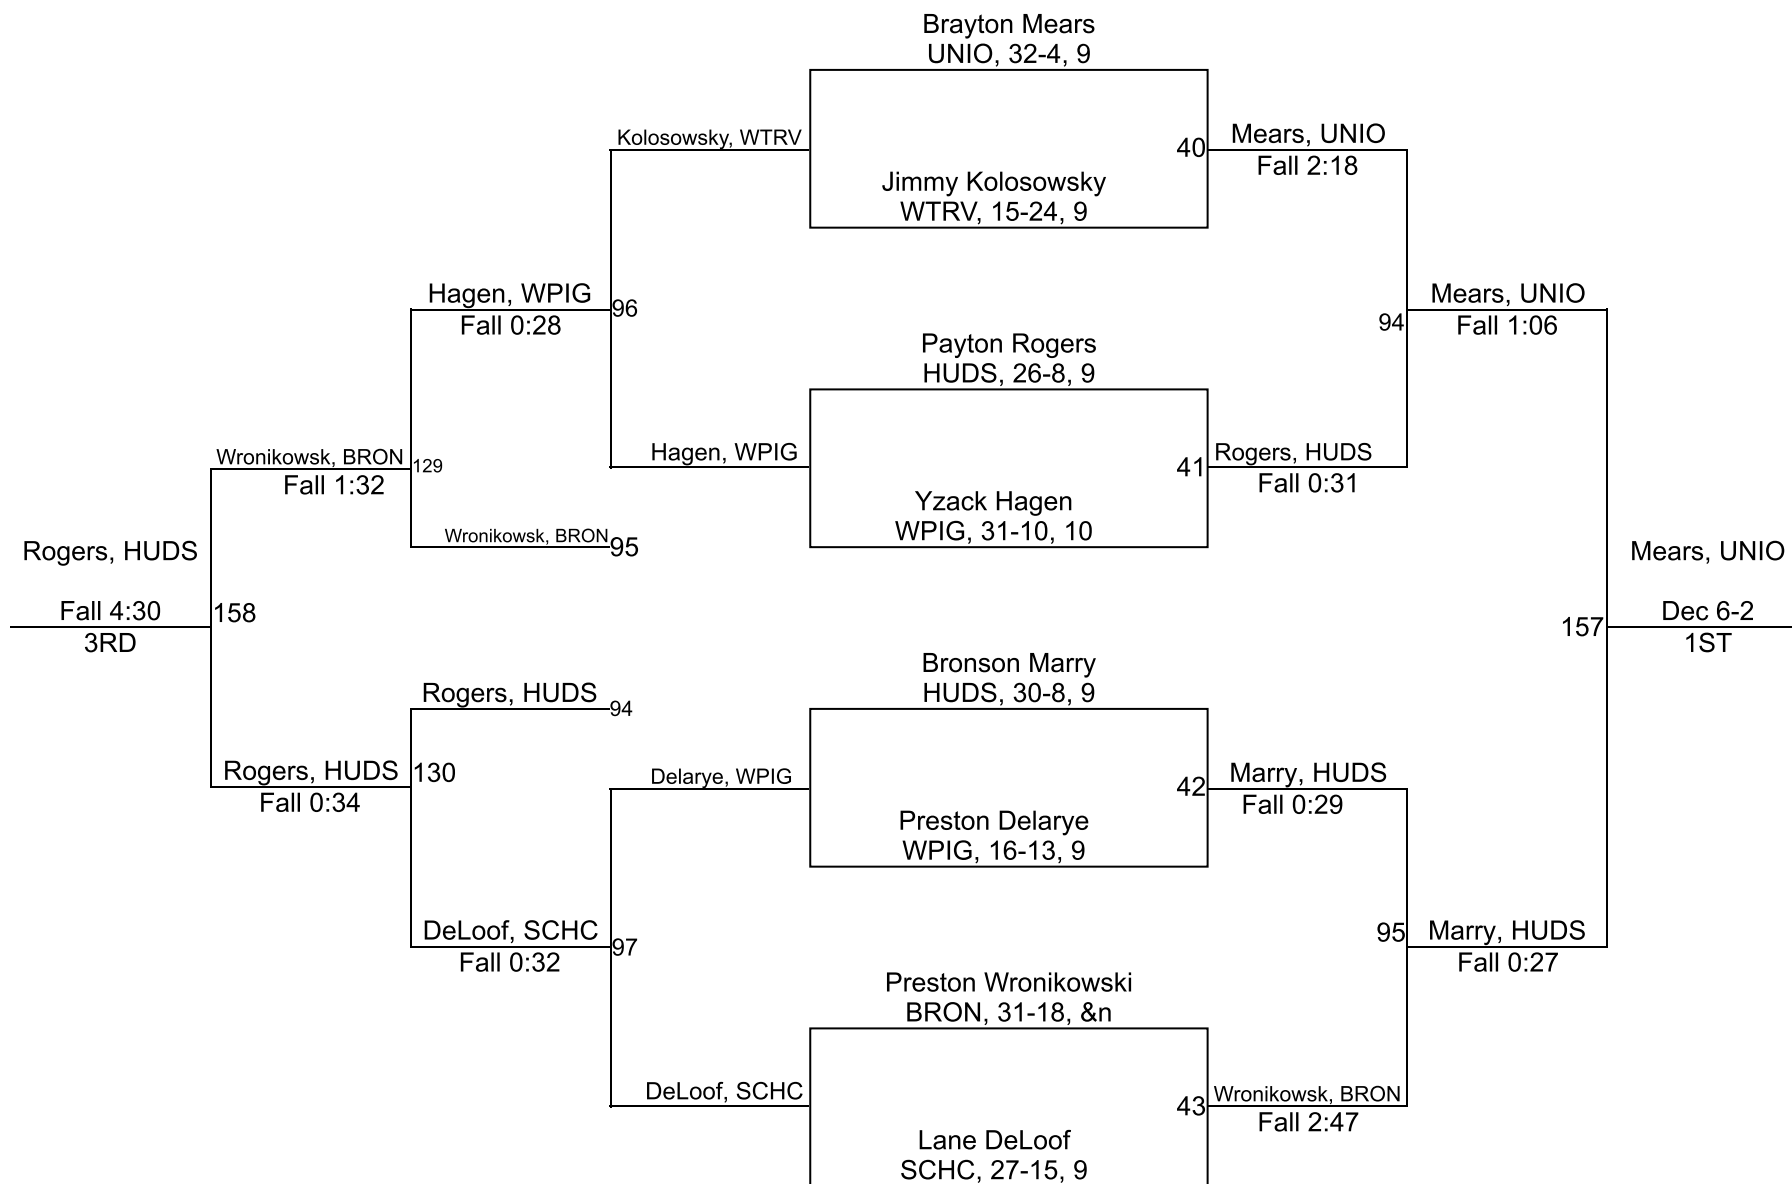 Brayton Mears
UNIO, 32-4, 9
Kolosowsky, WTRV
40
Mears, UNIO
Fall 2:18
Jimmy Kolosowsky
WTRV, 15-24, 9
Hagen, WPIG
Fall 0:28
96
94
Mears, UNIO
Fall 1:06
Payton Rogers
HUDS, 26-8, 9
Wronikowsk, BRON
Fall 1:32
129
Hagen, WPIG
41
Rogers, HUDS
Fall 0:31
Yzack Hagen
WPIG, 31-10, 10
Wronikowsk, BRON
95
Rogers, HUDS
Mears, UNIO
Fall 4:30
3RD
158
157
Dec 6-2
1ST
Bronson Marry
HUDS, 30-8, 9
Rogers, HUDS
94
Rogers, HUDS
Fall 0:34
130
Delarye, WPIG
42
Marry, HUDS
Fall 0:29
Preston Delarye
WPIG, 16-13, 9
DeLoof, SCHC
Fall 0:32
97
95
Marry, HUDS
Fall 0:27
Preston Wronikowski
BRON, 31-18, &n
DeLoof, SCHC
43
Wronikowsk, BRON
Fall 2:47
Lane DeLoof
SCHC, 27-15, 9